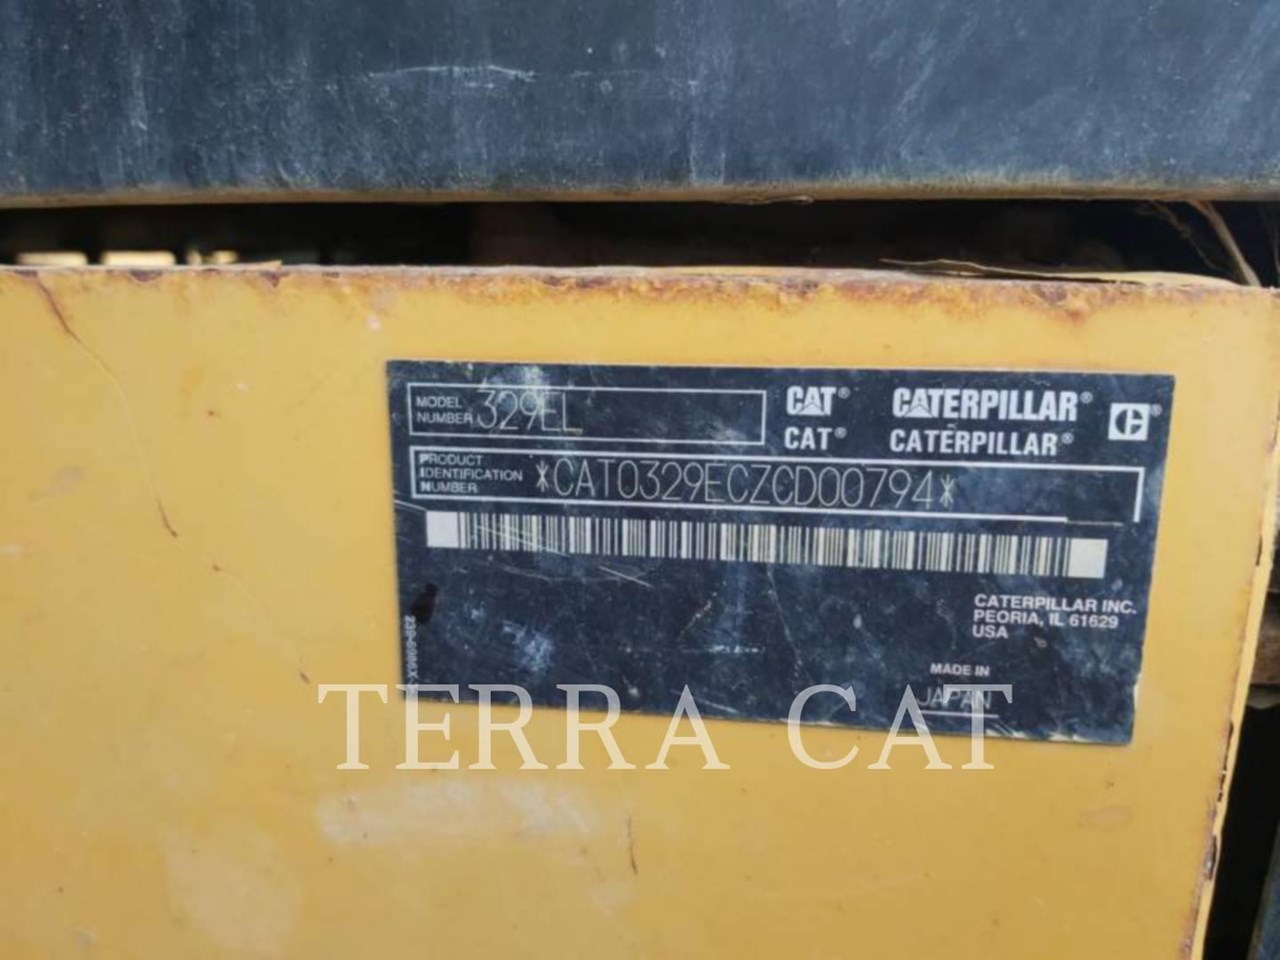 MODEL NUMBER 329EL
CAT® CATERPILLAR®
CAT® CATERPILLAR®
PRODUCT IDENTIFICATION NUMBER *CAT0329ECZCD00794*
CATERPILLAR INC.
PEORIA, IL 61629
USA
MADE IN
JAPAN
TERRA CAT